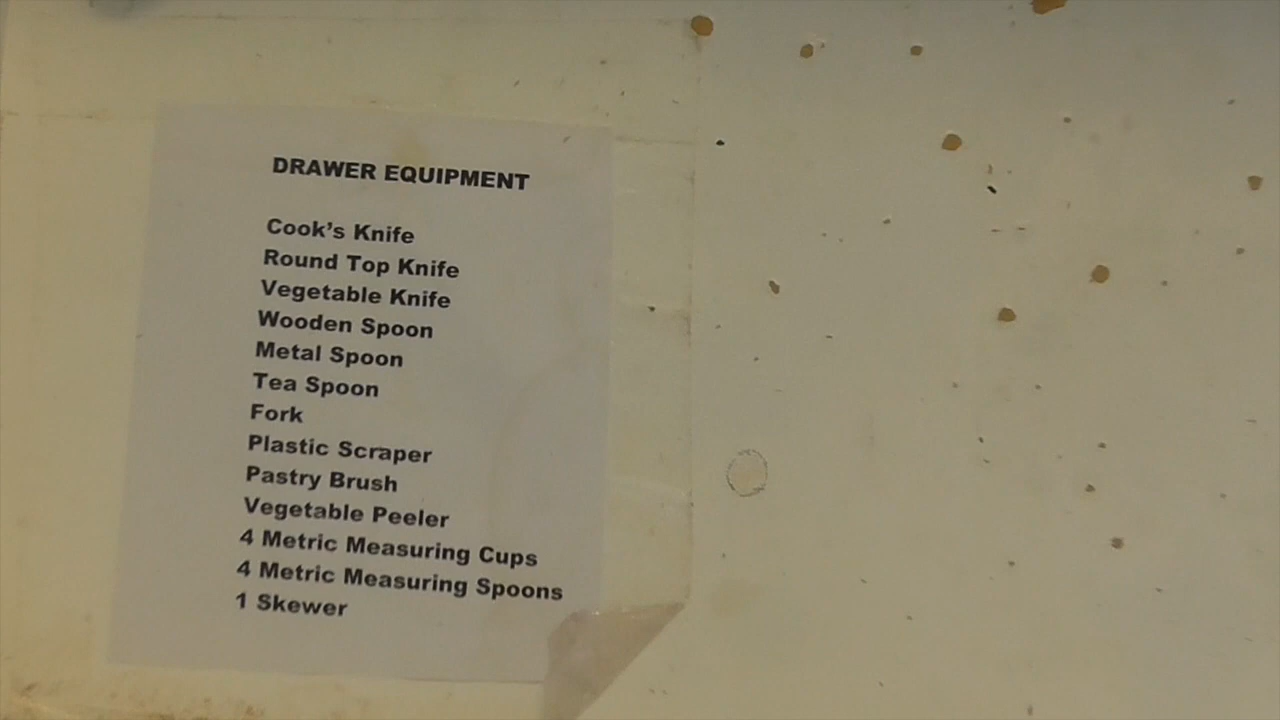 DRAWER EQUIPMENT
Cook's Knife
Round Top Knife
Vegetable Knife
Wooden Spoon
Metal Spoon
Tea Spoon
Fork
Plastic Scraper
Pastry Brush
Vegetable Peeler
4 Metric Measuring Cups
4 Metric Measuring Spoons
1 Skewer